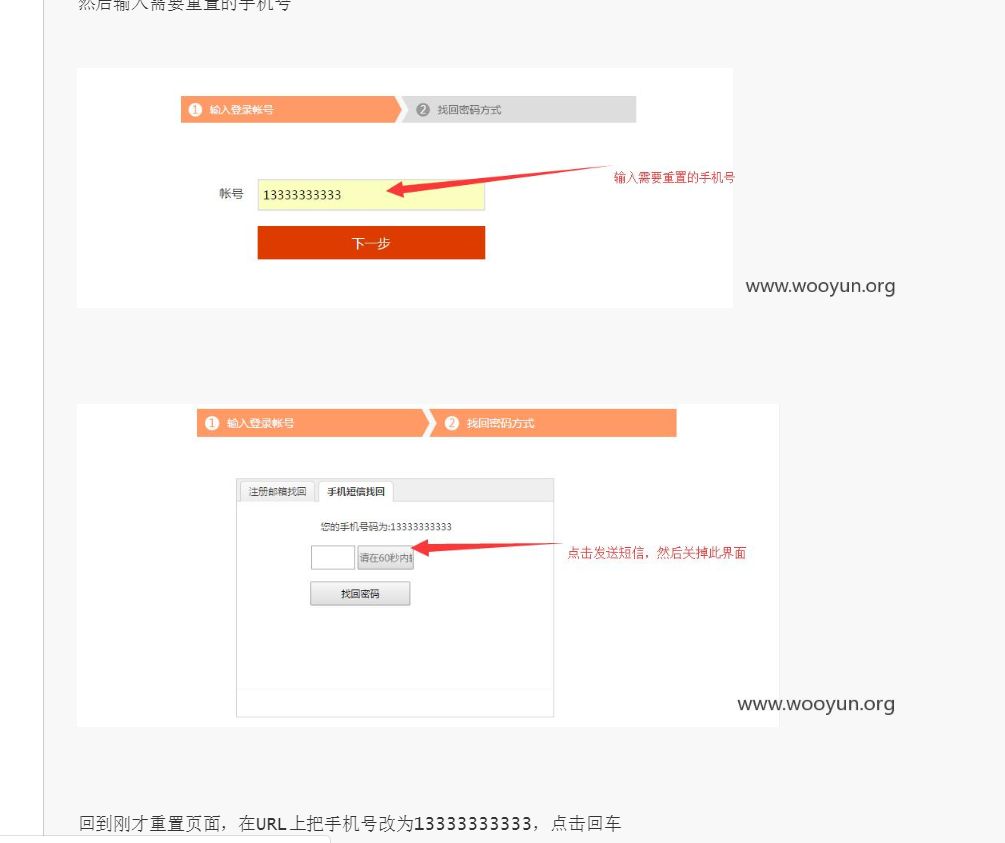 然后输入需要重置的手机号
1 输入登录帐号
2 找回密码方式
输入需要重置的手机号
帐号
13333333333
下一步
www.wooyun.org
1 输入登录帐号
2 找回密码方式
注册邮箱找回 手机短信找回
您的手机号码为:13333333333
请在60秒内
点击发送短信，然后关掉此界面
找回密码
www.wooyun.org
回到刚才重置页面，在URL上把手机号改为13333333333，点击回车